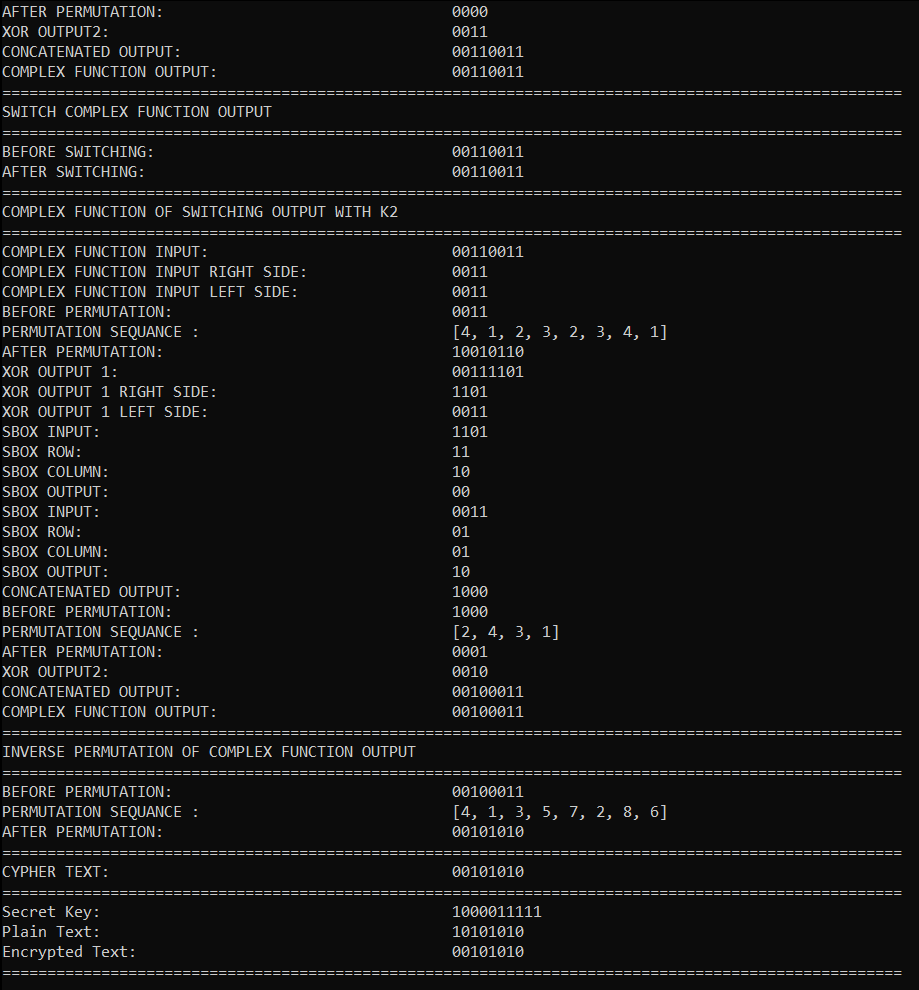 AFTER PERMUTATION: 0000
XOR OUTPUT2: 0011
CONCATENATED OUTPUT: 00110011
COMPLEX FUNCTION OUTPUT: 00110011
====================================================================================================
SWITCH COMPLEX FUNCTION OUTPUT
====================================================================================================
BEFORE SWITCHING: 00110011
AFTER SWITCHING: 00110011
====================================================================================================
COMPLEX FUNCTION OF SWITCHING OUTPUT WITH K2
====================================================================================================
COMPLEX FUNCTION INPUT: 00110011
COMPLEX FUNCTION INPUT RIGHT SIDE: 0011
COMPLEX FUNCTION INPUT LEFT SIDE: 0011
BEFORE PERMUTATION: 0011
PERMUTATION SEQUANCE : [4, 1, 2, 3, 2, 3, 4, 1]
AFTER PERMUTATION: 10010110
XOR OUTPUT 1: 00111101
XOR OUTPUT 1 RIGHT SIDE: 1101
XOR OUTPUT 1 LEFT SIDE: 0011
SBOX INPUT: 1101
SBOX ROW: 11
SBOX COLUMN: 10
SBOX OUTPUT: 00
SBOX INPUT: 0011
SBOX ROW: 01
SBOX COLUMN: 01
SBOX OUTPUT: 10
CONCATENATED OUTPUT: 1000
BEFORE PERMUTATION: 1000
PERMUTATION SEQUANCE : [2, 4, 3, 1]
AFTER PERMUTATION: 0001
XOR OUTPUT2: 0010
CONCATENATED OUTPUT: 00100011
COMPLEX FUNCTION OUTPUT: 00100011
====================================================================================================
INVERSE PERMUTATION OF COMPLEX FUNCTION OUTPUT
====================================================================================================
BEFORE PERMUTATION: 00100011
PERMUTATION SEQUANCE : [4, 1, 3, 5, 7, 2, 8, 6]
AFTER PERMUTATION: 00101010
====================================================================================================
CYPHER TEXT: 00101010
====================================================================================================
Secret Key: 1000011111
Plain Text: 10101010
Encrypted Text: 00101010
====================================================================================================